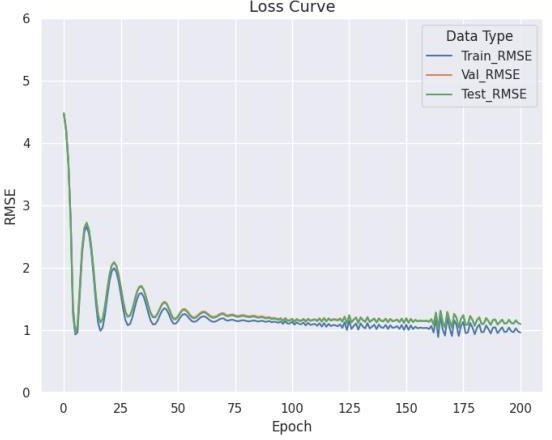 Loss Curve
Data Type
Train_RMSE
Val_RMSE
Test_RMSE
RMSE
6
5
4
3
2
1
0
0 25 50 75 100 125 150 175 200
Epoch